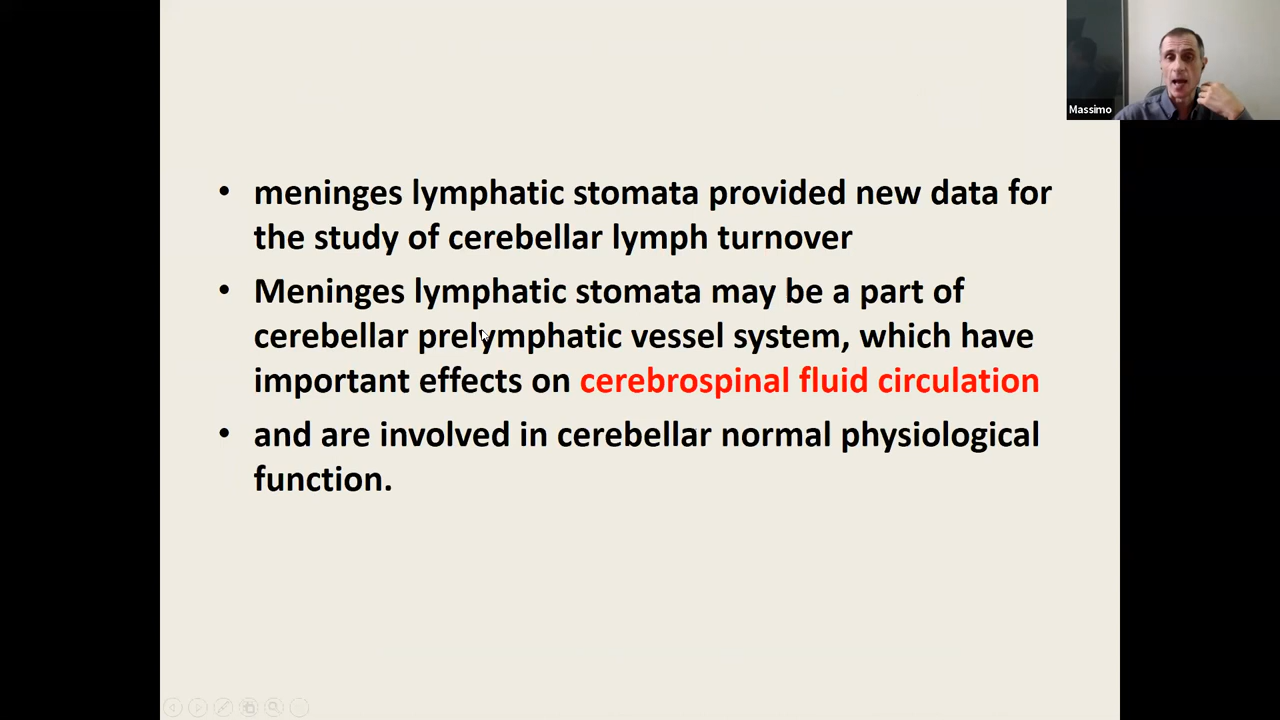 Massimo
• meninges lymphatic stomata provided new data for
the study of cerebellar lymph turnover
• Meninges lymphatic stomata may be a part of
cerebellar prelymphatic vessel system, which have
important effects on cerebrospinal fluid circulation
• and are involved in cerebellar normal physiological
function.